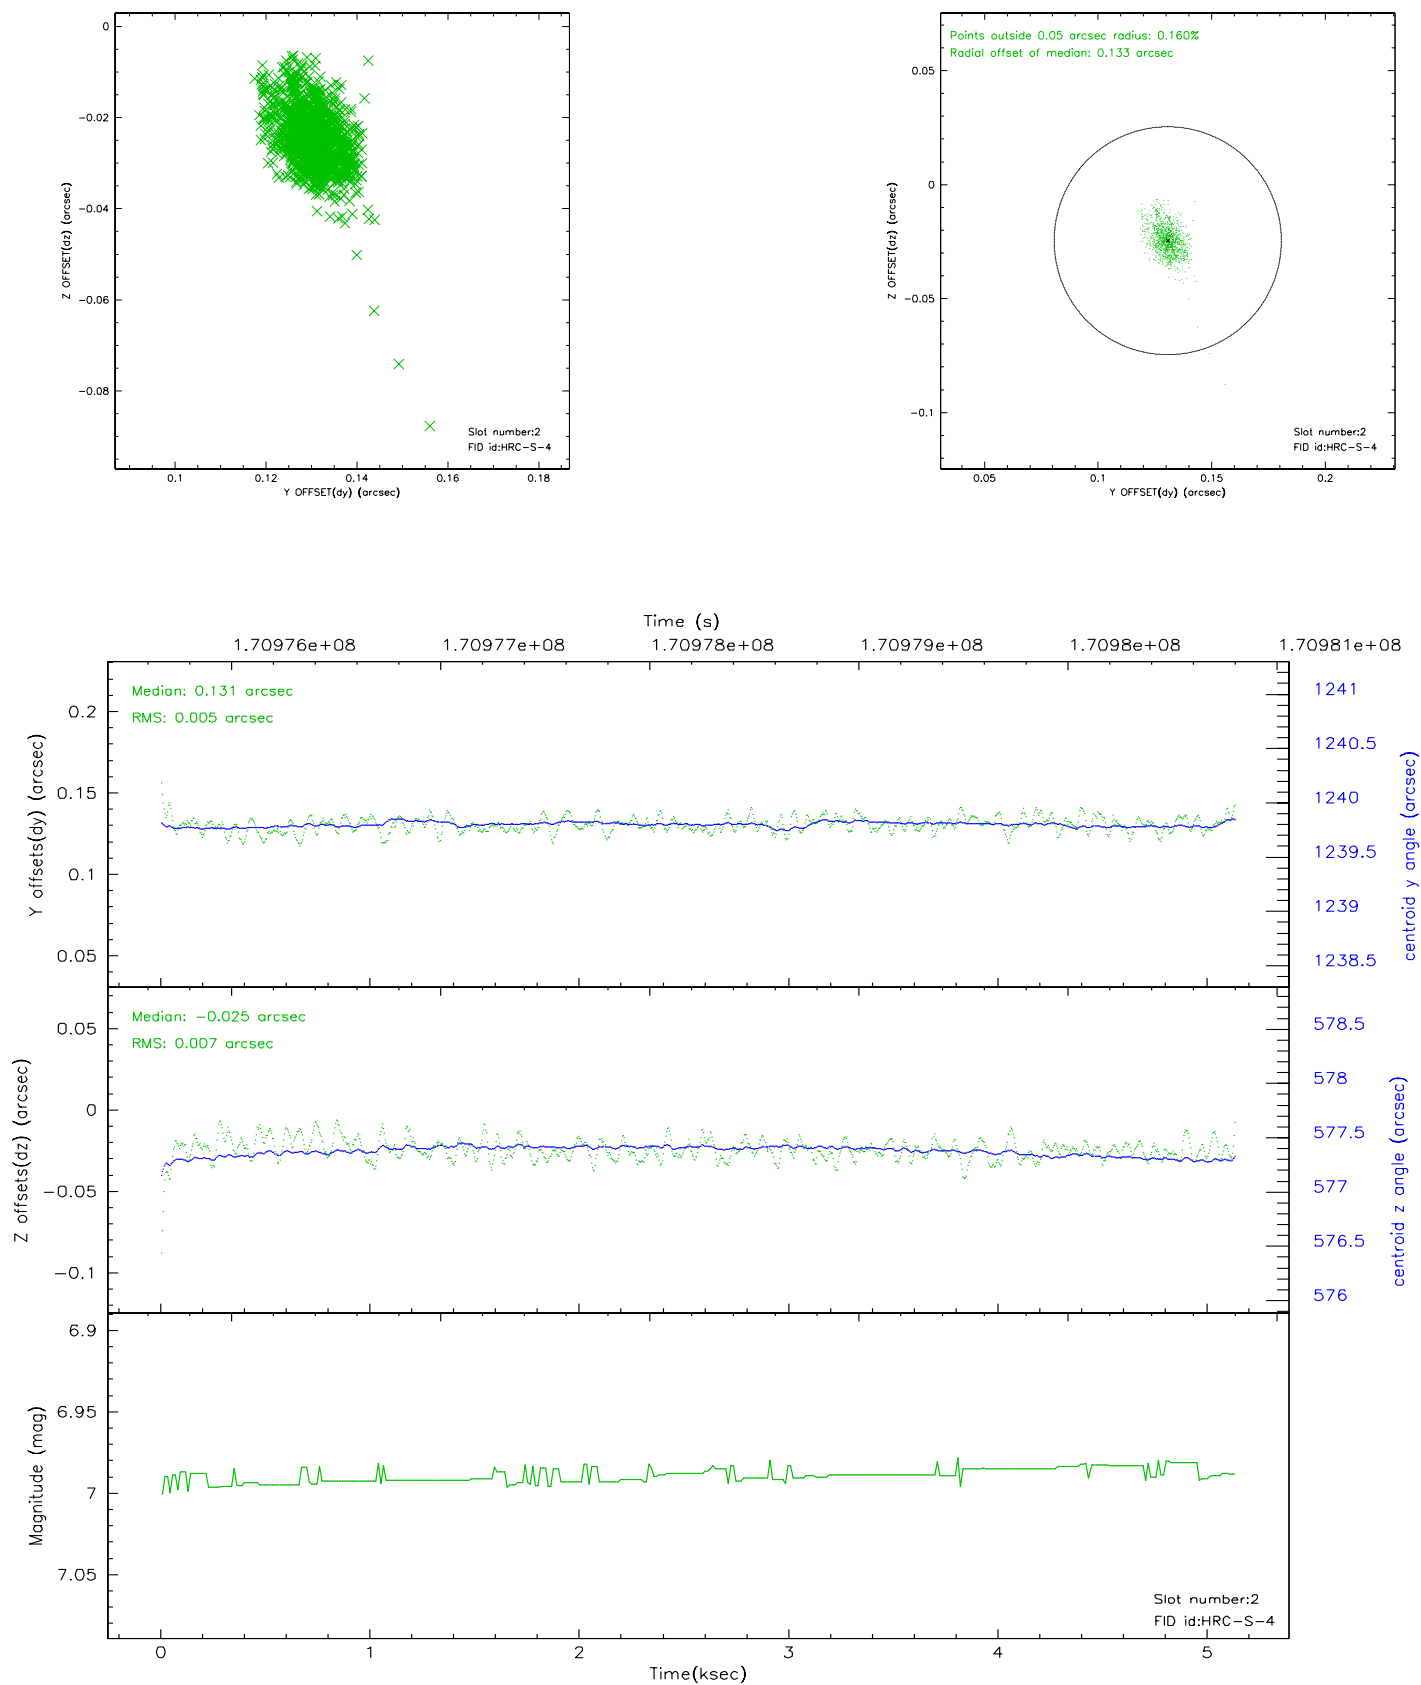 0
−0.02
−0.04
−0.06
−0.08
Z OFFSET(dz) (arcsec)
Slot number:2
FID id:HRC−S−4
0.1 0.12 0.14 0.16 0.18
Y OFFSET(dy) (arcsec)
Points outside 0.05 arcsec radius: 0.160%
Radial offset of median: 0.133 arcsec
0.05
0
−0.05
−0.1
Z OFFSET(dz) (arcsec)
Slot number:2
FID id:HRC−S−4
0.05 0.1 0.15 0.2
Y OFFSET(dy) (arcsec)
Time (s)
1.70976e+08 1.70977e+08 1.70978e+08 1.70979e+08 1.7098e+08 1.70981e+08
Median: 0.131 arcsec
RMS: 0.005 arcsec
0.2
0.15
0.1
0.05
Y offsets(dy) (arcsec)
1241
1240.5
1240
1239.5
1239
1238.5
centroid y angle (arcsec)
Median: −0.025 arcsec
RMS: 0.007 arcsec
0.05
0
−0.05
−0.1
Z offsets(dz) (arcsec)
578.5
578
577.5
577
576.5
576
centroid z angle (arcsec)
6.9
6.95
7
7.05
Magnitude (mag)
Slot number:2
FID id:HRC−S−4
0 1 2 3 4 5
Time(ksec)